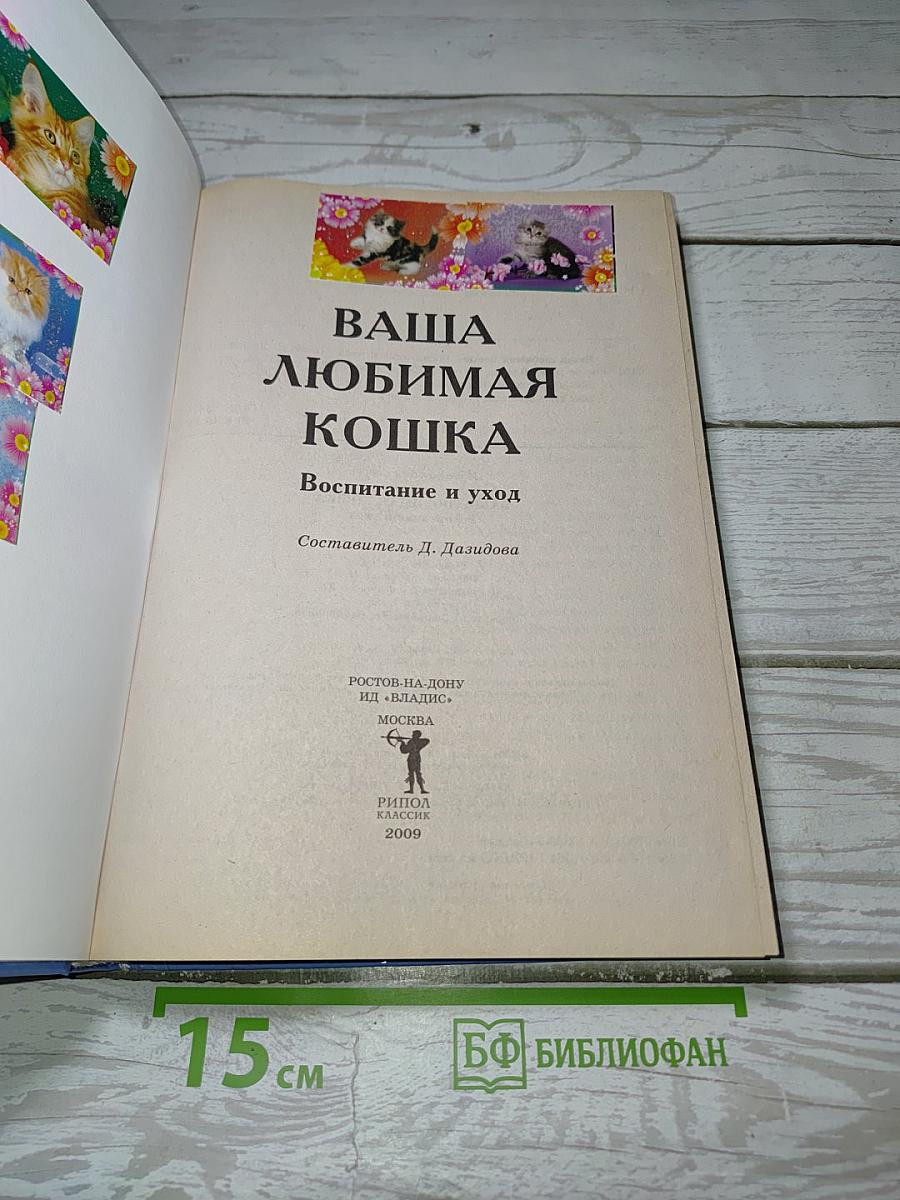 ВАША
ЛЮБИМАЯ
КОШКА
Воспитание и уход
Составитель Д. Дазидова
РОСТОВ-НА-ДОНУ
ИД «ВЛАДИС»
МОСКВА
РИПОЛ
КЛАССИК
2009
15 см
БФ БИБЛИОФАН